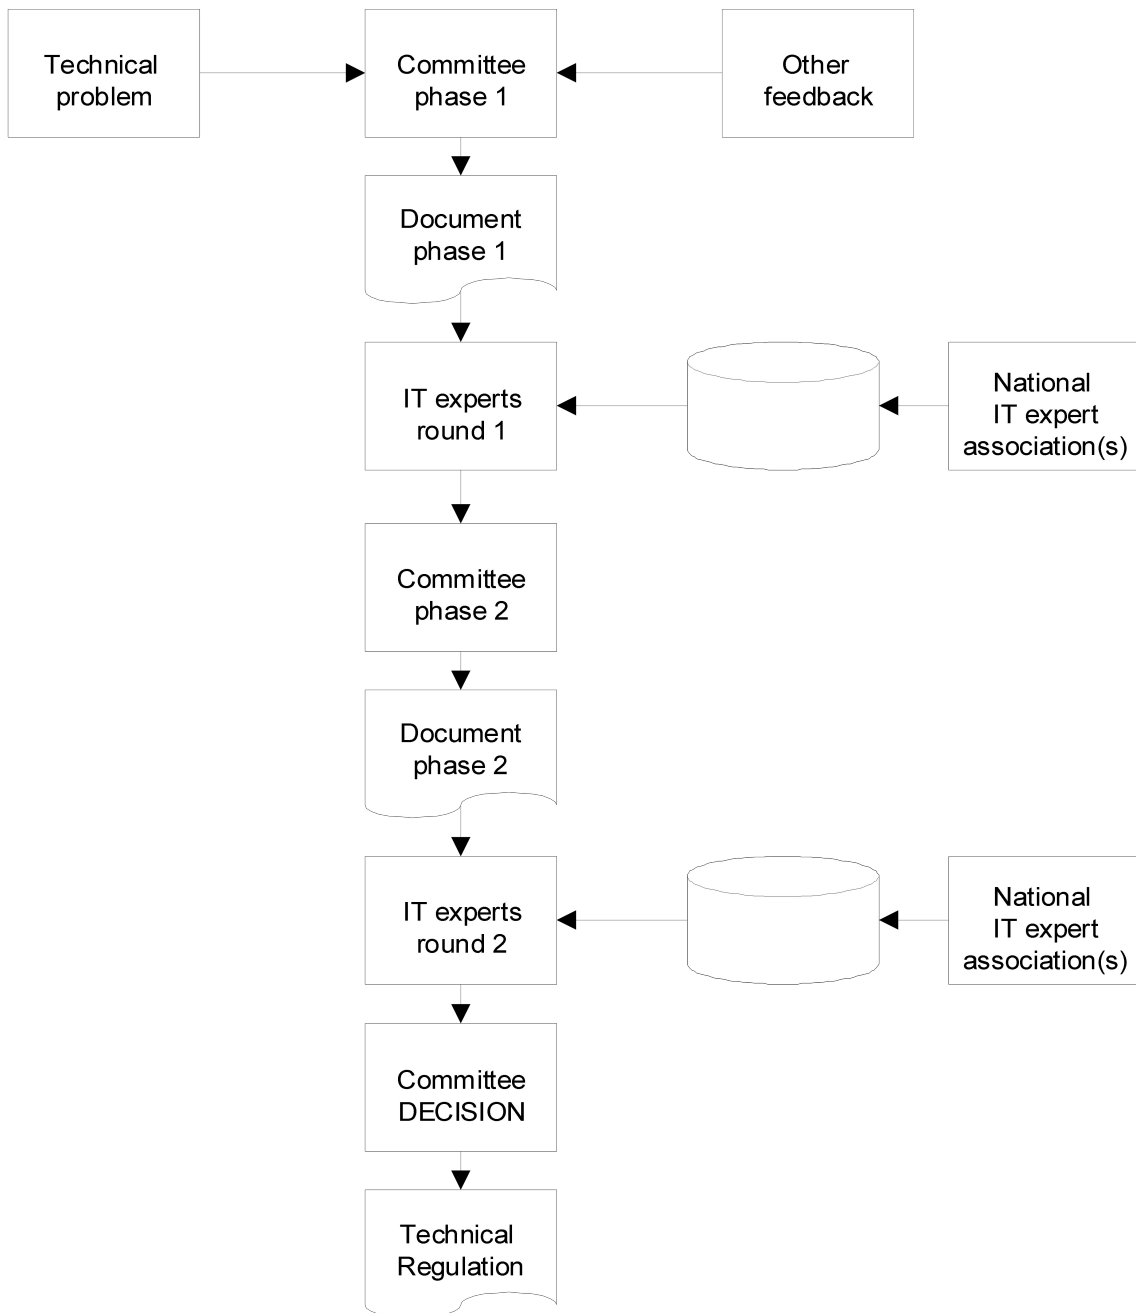 Technical
problem
Committee
phase 1
Other
feedback
Document
phase 1
IT experts
round 1
National
IT expert
association(s)
Committee
phase 2
Document
phase 2
IT experts
round 2
National
IT expert
association(s)
Committee
DECISION
Technical
Regulation